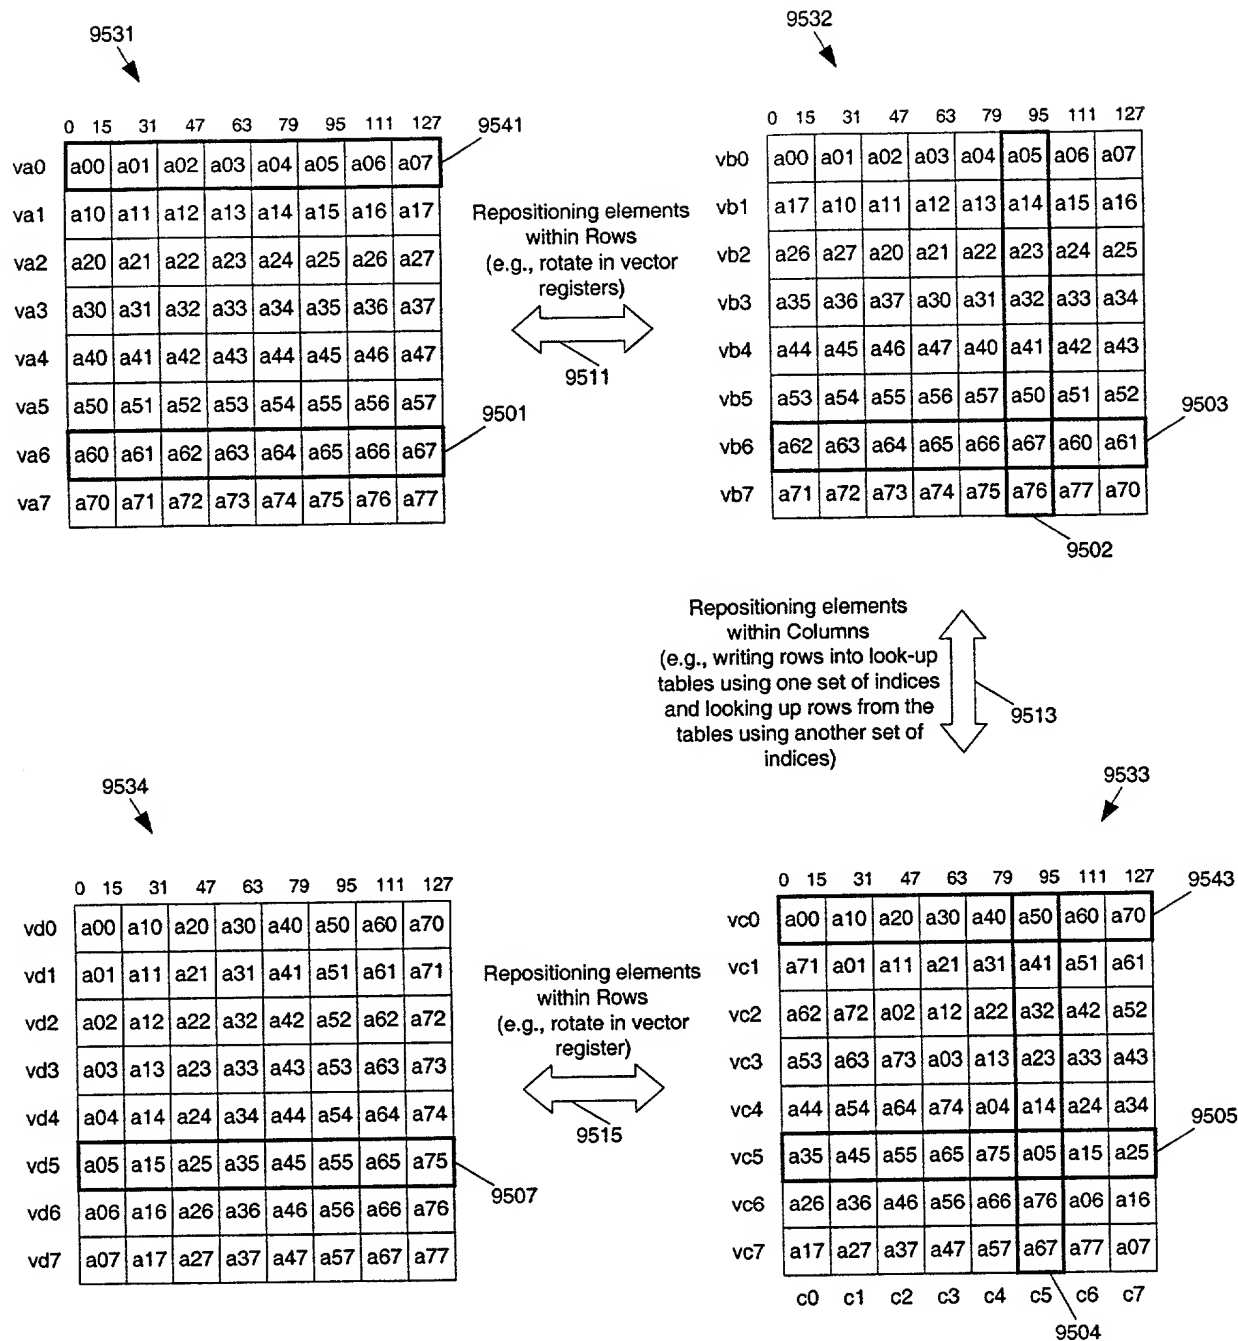 9531
0 15 31 47 63 79 95 111 127
9541
va0 a00 a01 a02 a03 a04 a05 a06 a07
va1 a10 a11 a12 a13 a14 a15 a16 a17
va2 a20 a21 a22 a23 a24 a25 a26 a27
va3 a30 a31 a32 a33 a34 a35 a36 a37
va4 a40 a41 a42 a43 a44 a45 a46 a47
va5 a50 a51 a52 a53 a54 a55 a56 a57
9501
va6 a60 a61 a62 a63 a64 a65 a66 a67
va7 a70 a71 a72 a73 a74 a75 a76 a77
Repositioning elements
within Rows
(e.g., rotate in vector
registers)
9511
9532
0 15 31 47 63 79 95 111 127
vb0 a00 a01 a02 a03 a04 a05 a06 a07
vb1 a17 a10 a11 a12 a13 a14 a15 a16
vb2 a26 a27 a20 a21 a22 a23 a24 a25
vb3 a35 a36 a37 a30 a31 a32 a33 a34
vb4 a44 a45 a46 a47 a40 a41 a42 a43
vb5 a53 a54 a55 a56 a57 a50 a51 a52
9503
vb6 a62 a63 a64 a65 a66 a67 a60 a61
vb7 a71 a72 a73 a74 a75 a76 a77 a70
9502
Repositioning elements
within Columns
(e.g., writing rows into look-up
tables using one set of indices
and looking up rows from the
tables using another set of
indices)
9513
9534
0 15 31 47 63 79 95 111 127
vd0 a00 a10 a20 a30 a40 a50 a60 a70
vd1 a01 a11 a21 a31 a41 a51 a61 a71
vd2 a02 a12 a22 a32 a42 a52 a62 a72
vd3 a03 a13 a23 a33 a43 a53 a63 a73
vd4 a04 a14 a24 a34 a44 a54 a64 a74
vd5 a05 a15 a25 a35 a45 a55 a65 a75
9507
vd6 a06 a16 a26 a36 a46 a56 a66 a76
vd7 a07 a17 a27 a37 a47 a57 a67 a77
Repositioning elements
within Rows
(e.g., rotate in vector
register)
9515
9533
0 15 31 47 63 79 95 111 127
9543
vc0 a00 a10 a20 a30 a40 a50 a60 a70
vc1 a71 a01 a11 a21 a31 a41 a51 a61
vc2 a62 a72 a02 a12 a22 a32 a42 a52
vc3 a53 a63 a73 a03 a13 a23 a33 a43
vc4 a44 a54 a64 a74 a04 a14 a24 a34
9505
vc5 a35 a45 a55 a65 a75 a05 a15 a25
vc6 a26 a36 a46 a56 a66 a76 a06 a16
vc7 a17 a27 a37 a47 a57 a67 a77 a07
c0 c1 c2 c3 c4 c5 c6 c7
9504